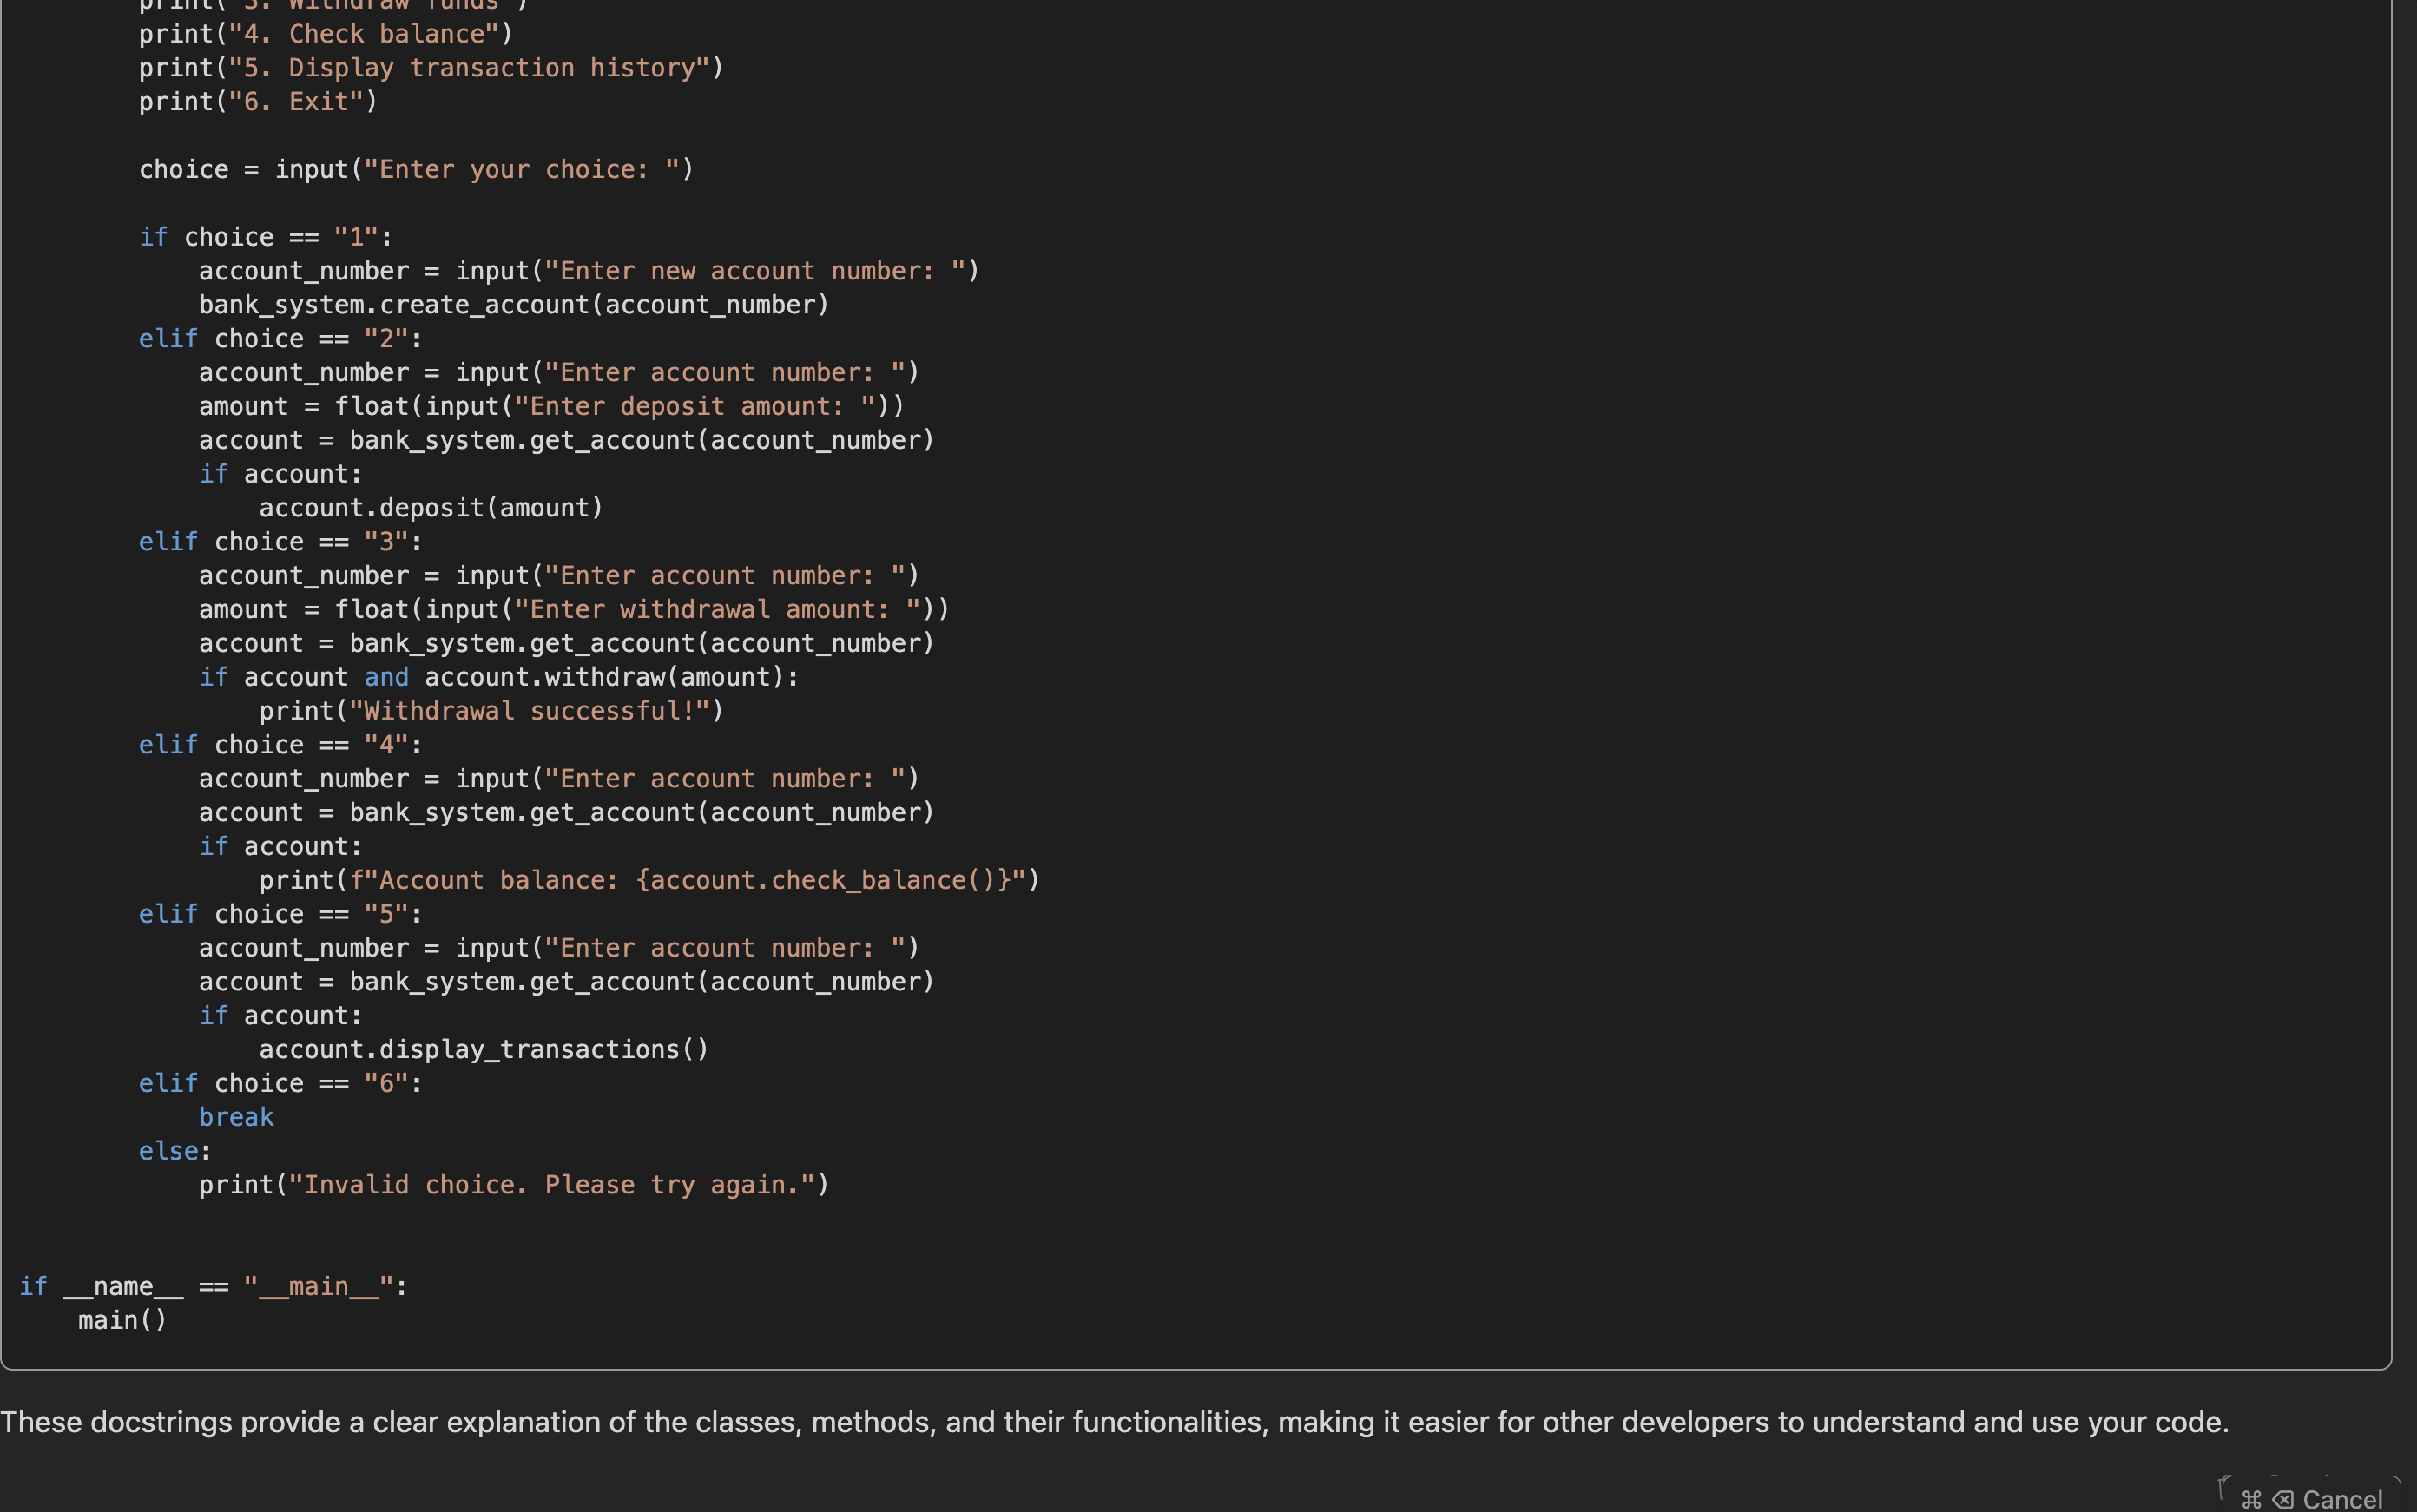 print("3. Withdraw funds")
print("4. Check balance")
print("5. Display transaction history")
print("6. Exit")
choice = input("Enter your choice: ")
if choice == "1":
account_number = input("Enter new account number: ")
bank_system.create_account(account_number)
elif choice == "2":
account_number = input("Enter account number: ")
amount = float(input("Enter deposit amount: "))
account = bank_system.get_account(account_number)
if account:
account.deposit(amount)
elif choice == "3":
account_number = input("Enter account number: ")
amount = float(input("Enter withdrawal amount: "))
account = bank_system.get_account(account_number)
if account and account.withdraw(amount):
print("Withdrawal successful!")
elif choice == "4":
account_number = input("Enter account number: ")
account = bank_system.get_account(account_number)
if account:
print(f"Account balance: {account.check_balance()}")
elif choice == "5":
account_number = input("Enter account number: ")
account = bank_system.get_account(account_number)
if account:
account.display_transactions()
elif choice == "6":
break
else:
print("Invalid choice. Please try again.")
if __name__ == "__main__":
main()
These docstrings provide a clear explanation of the classes, methods, and their functionalities, making it easier for other developers to understand and use your code.
⌘ ⌫ Cancel